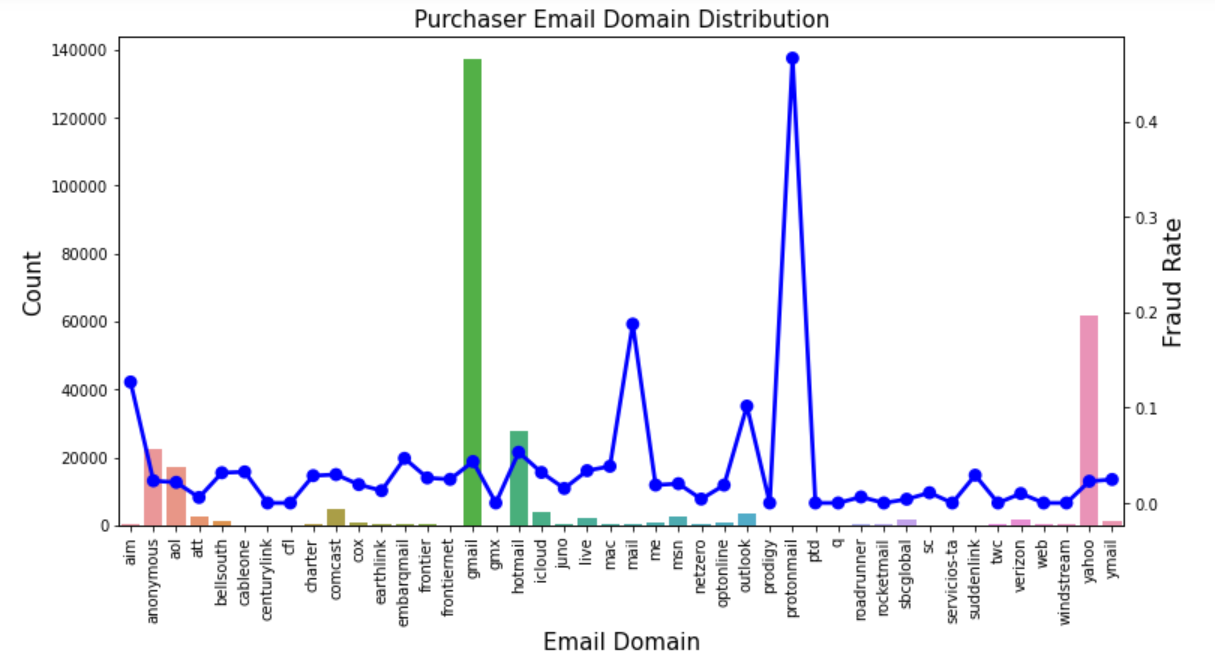 Purchaser Email Domain Distribution
140000
120000
100000
80000
60000
40000
20000
0
Count
0.4
0.3
0.2
0.1
0.0
Fraud Rate
aim
anonymous
aol
att
bellsouth
cableone
centurylink
cfl
charter
comcast
cox
earthlink
embarqmail
frontier
frontiernet
gmail
gmx
hotmail
icloud
juno
live
mac
mail
me
msn
netzero
optonline
outlook
prodigy
protonmail
ptd
q
roadrunner
rocketmail
sbcglobal
sc
servicios-ta
suddenlink
twc
verizon
web
windstream
yahoo
ymail
Email Domain